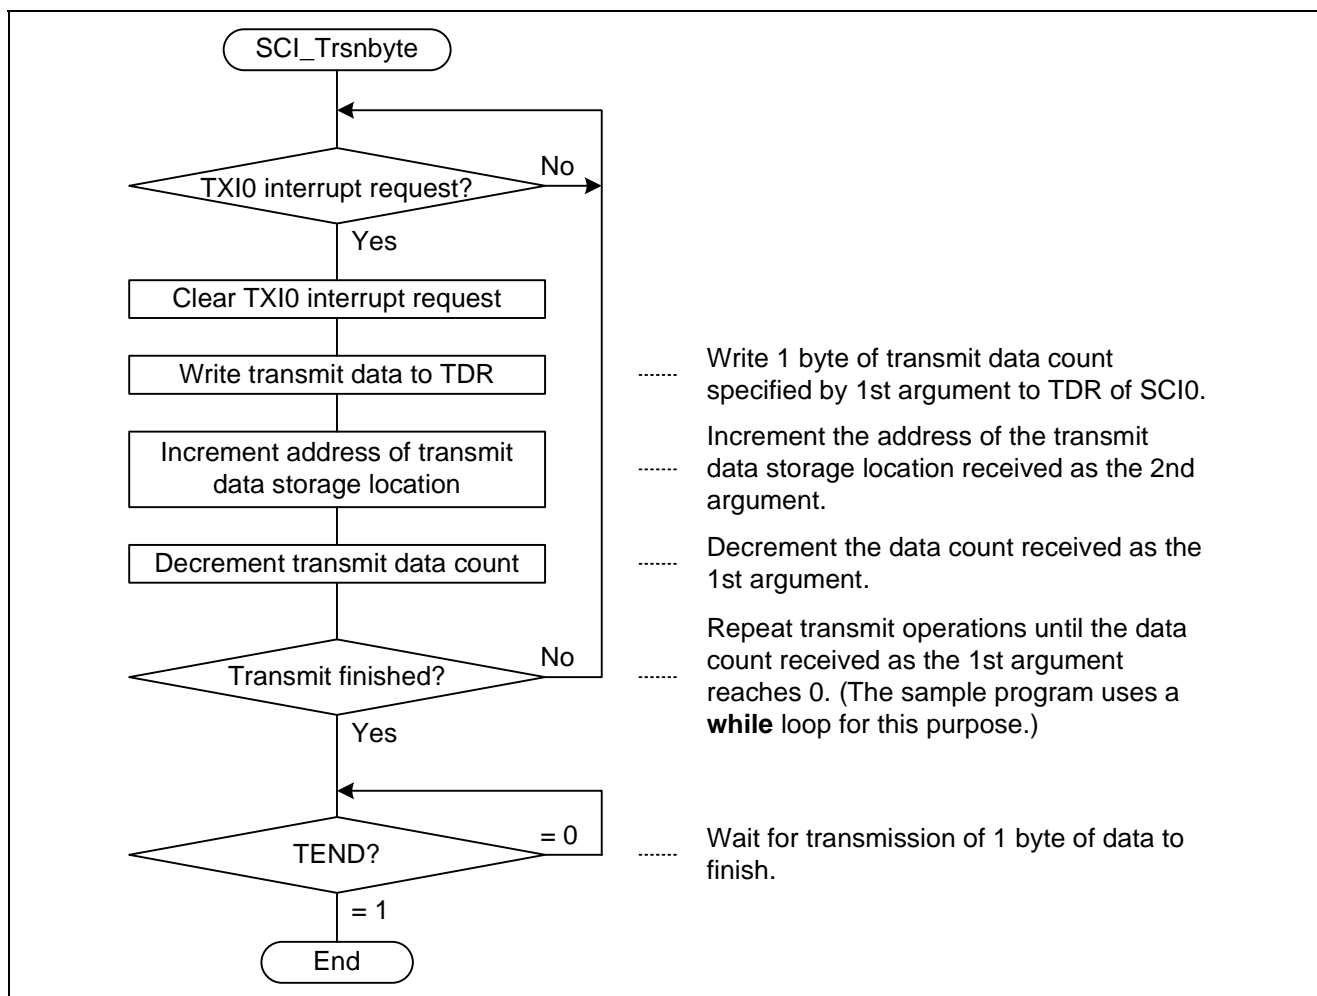 SCI_Trsnbyte
TXI0 interrupt request?
No
Yes
Clear TXI0 interrupt request
Write transmit data to TDR
Write 1 byte of transmit data count
specified by 1st argument to TDR of SCI0.
Increment address of transmit
data storage location
Increment the address of the transmit
data storage location received as the 2nd
argument.
Decrement transmit data count
Decrement the data count received as the
1st argument.
Transmit finished?
No
Yes
Repeat transmit operations until the data
count received as the 1st argument
reaches 0. (The sample program uses a
while loop for this purpose.)
TEND?
= 0
= 1
Wait for transmission of 1 byte of data to
finish.
End